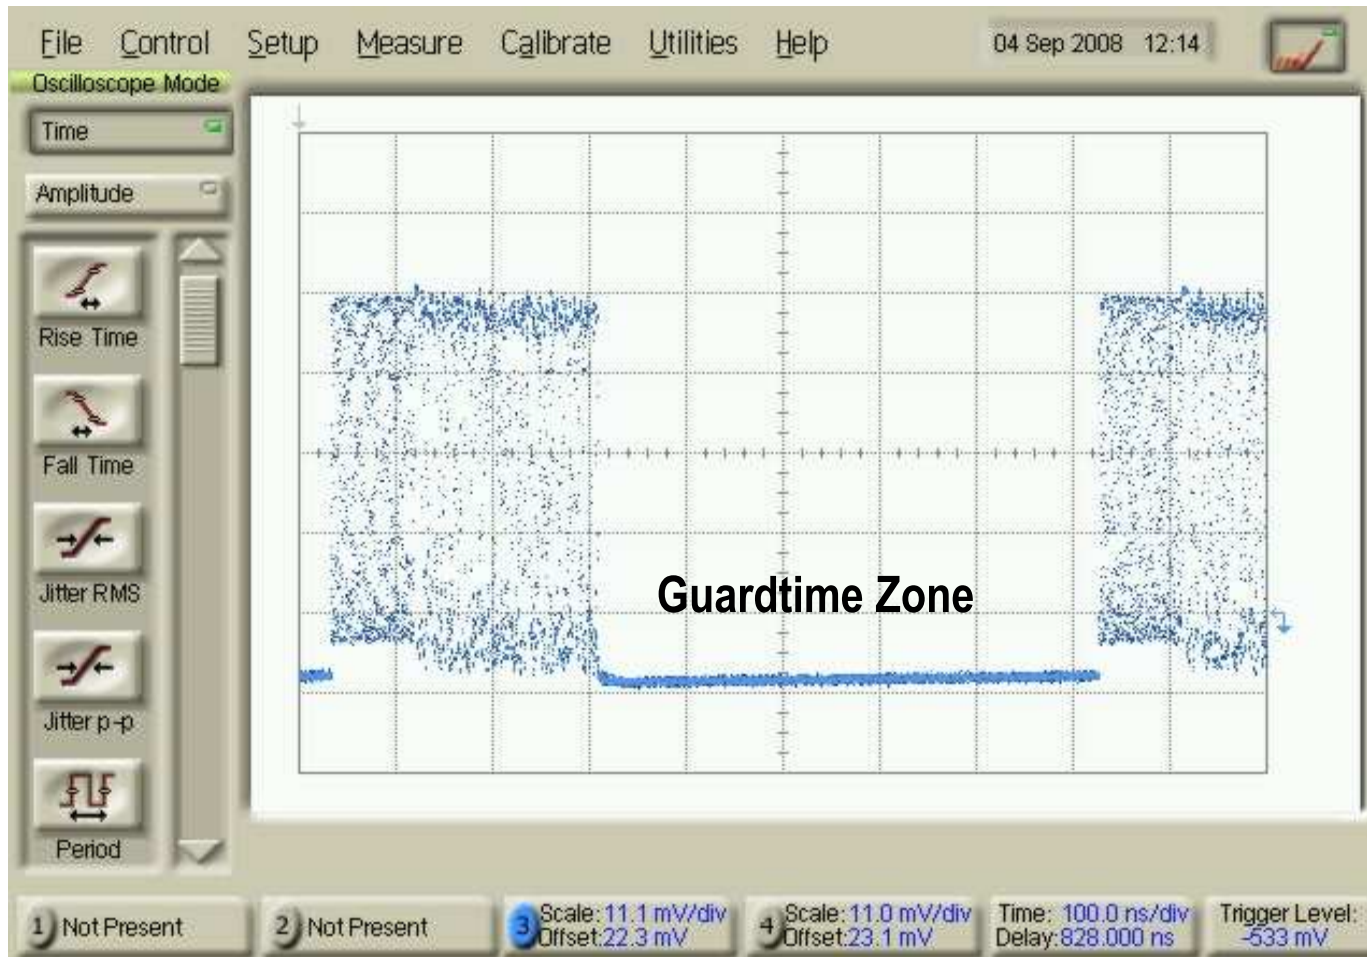 File Control Setup Measure Calibrate Utilities Help 04 Sep 2008 12:14
Oscilloscope Mode
Time
Amplitude
Rise Time
Fall Time
Jitter RMS
Jitter p-p
Period
Guardtime Zone
1 Not Present
2 Not Present
3 Scale: 11.1 mV/div
Offset: 22.3 mV
4 Scale: 11.0 mV/div
Offset: 23.1 mV
Time: 100.0 ns/div
Delay: 828.000 ns
Trigger Level:
-533 mV